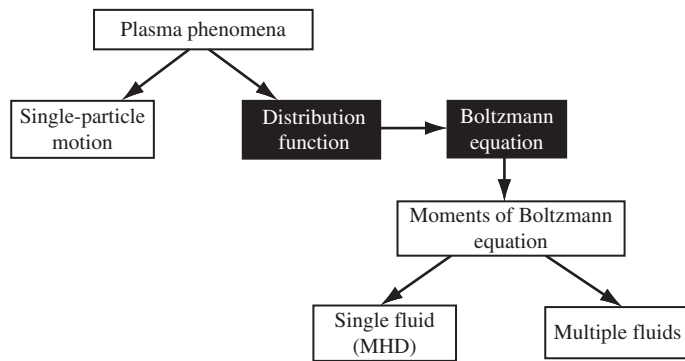 Plasma phenomena
Single-particle
motion
Distribution
function
Boltzmann
equation
Moments of Boltzmann
equation
Single fluid
(MHD)
Multiple fluids